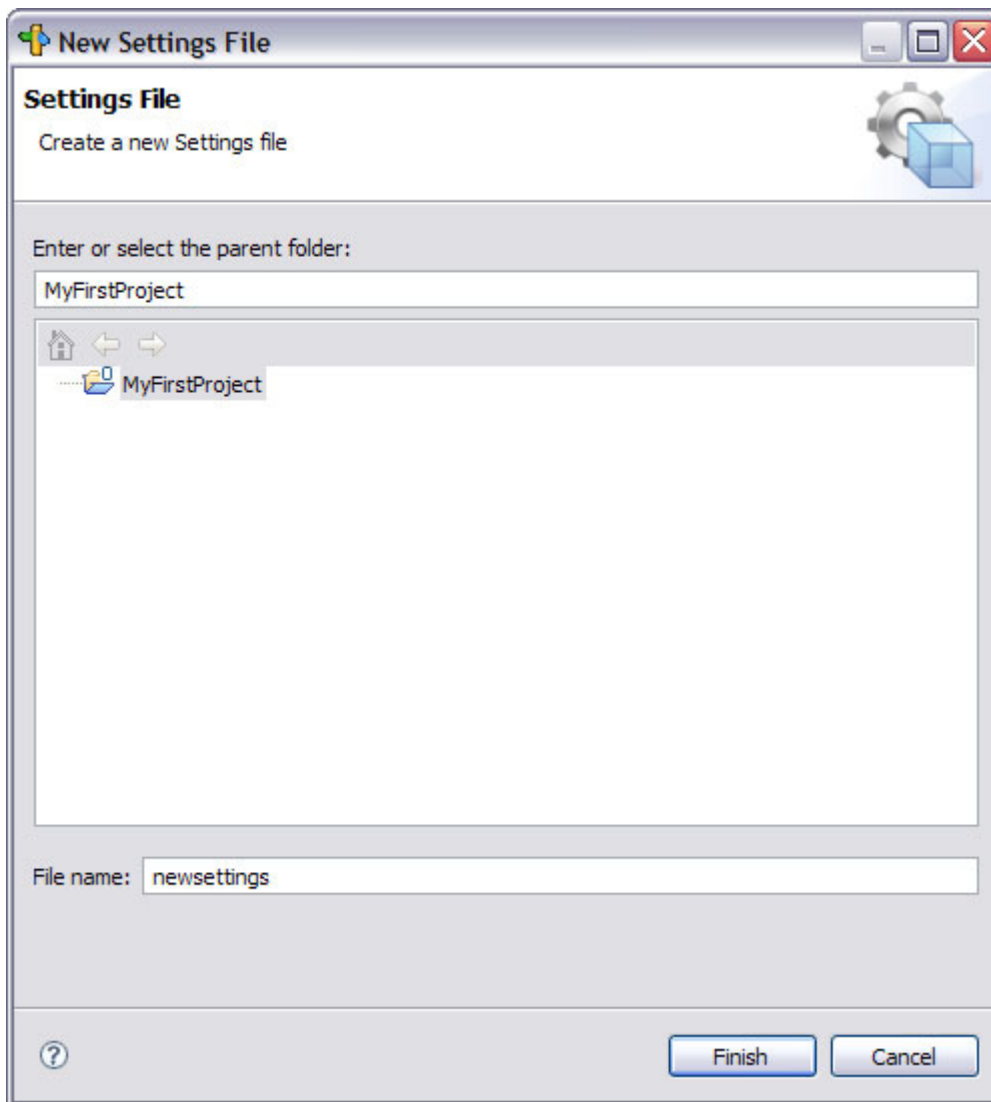 New Settings File
Settings File
Create a new Settings file
Enter or select the parent folder:
MyFirstProject
MyFirstProject
File name: newsettings
Finish Cancel